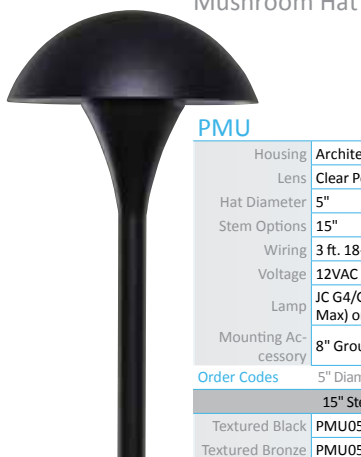 Mushroom Hat
PMU
Housing Archite
Lens Clear P
Hat Diameter 5"
Stem Options 15"
Wiring 3 ft. 18
Voltage 12VAC
Lamp JC G4/
Max) o
Mounting Ac-
cessory 8" Grou
Order Codes 5" Diam
15" Ste
Textured Black PMU05
Textured Bronze PMU05